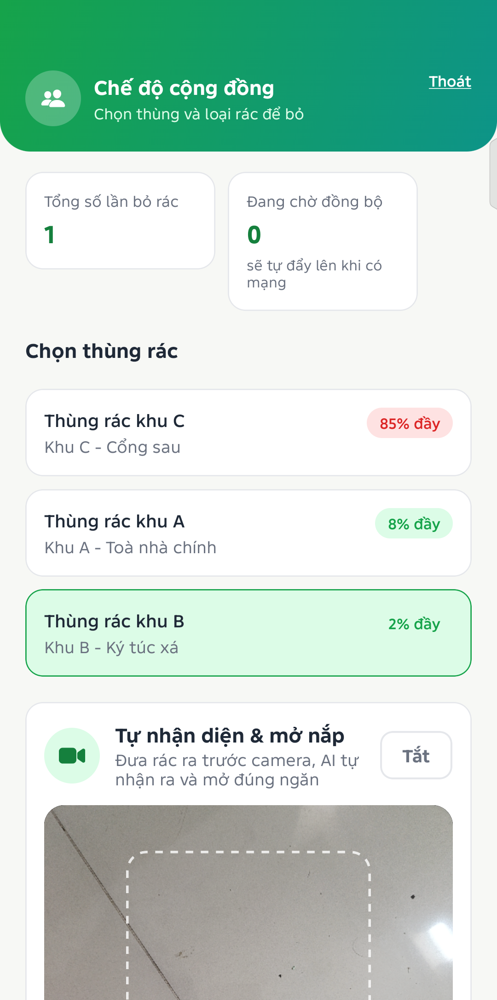 Chế độ cộng đồng
Chọn thùng và loại rác để bỏ
Thoát
Tổng số lần bỏ rác
1
Đang chờ đồng bộ
0
sẽ tự đẩy lên khi có
mạng
Chọn thùng rác
Thùng rác khu C
85% đầy
Khu C - Cổng sau
Thùng rác khu A
8% đầy
Khu A - Toà nhà chính
Thùng rác khu B
2% đầy
Khu B - Ký túc xá
Tự nhận diện & mở nắp
Đưa rác ra trước camera, AI tự
nhận ra và mở đúng ngăn
Tắt